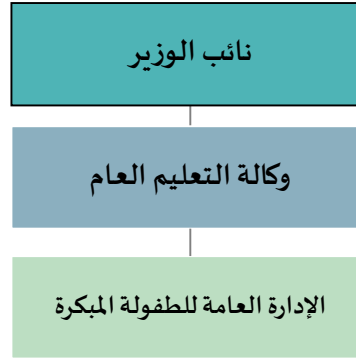 نائب الوزير
وكالة التعليم العام
الإدارة العامة للطفولة المبكرة